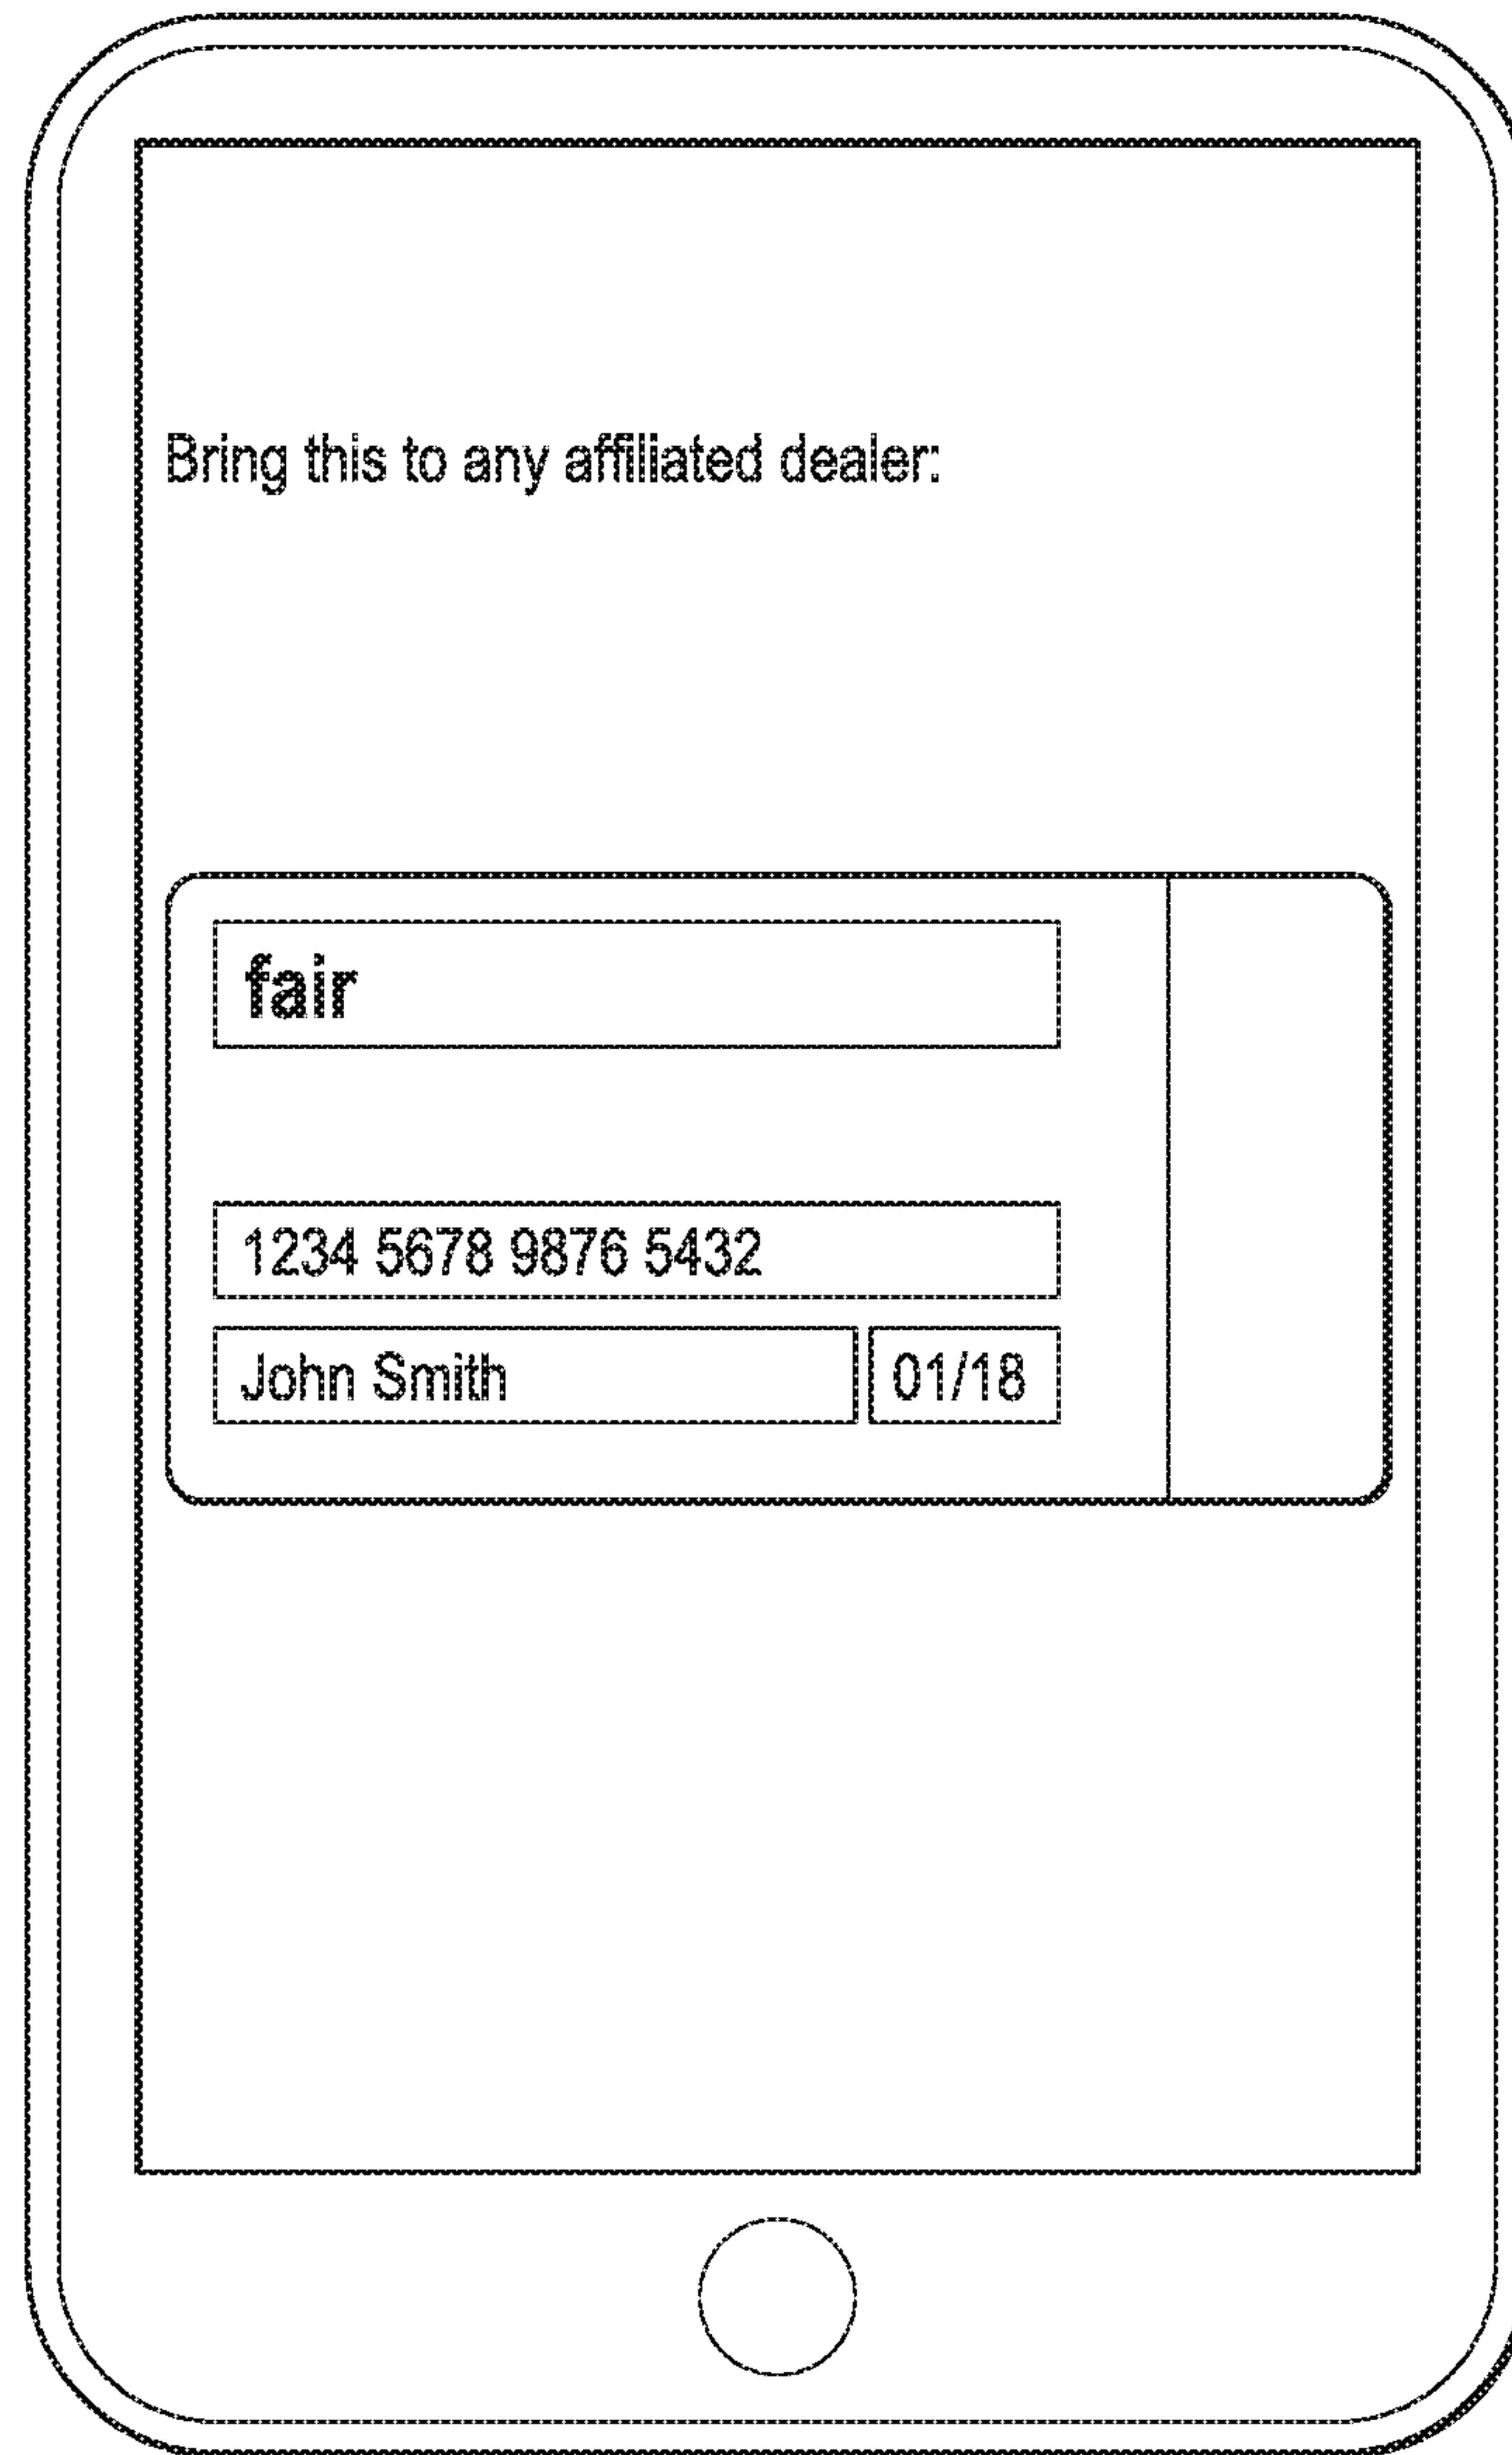 Bring this to any affiliated dealer:
fair
1234 5678 9876 5432
John Smith 01/18